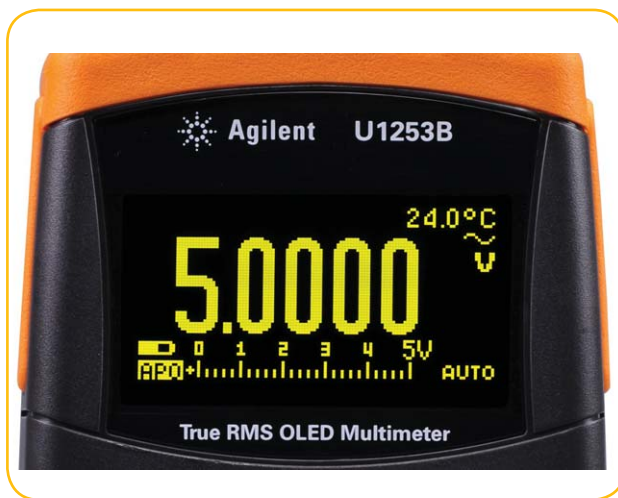 Agilent U1253B
24.0°C
5.0000 V
0 1 2 3 4 5V
APO + AUTO
True RMS OLED Multimeter